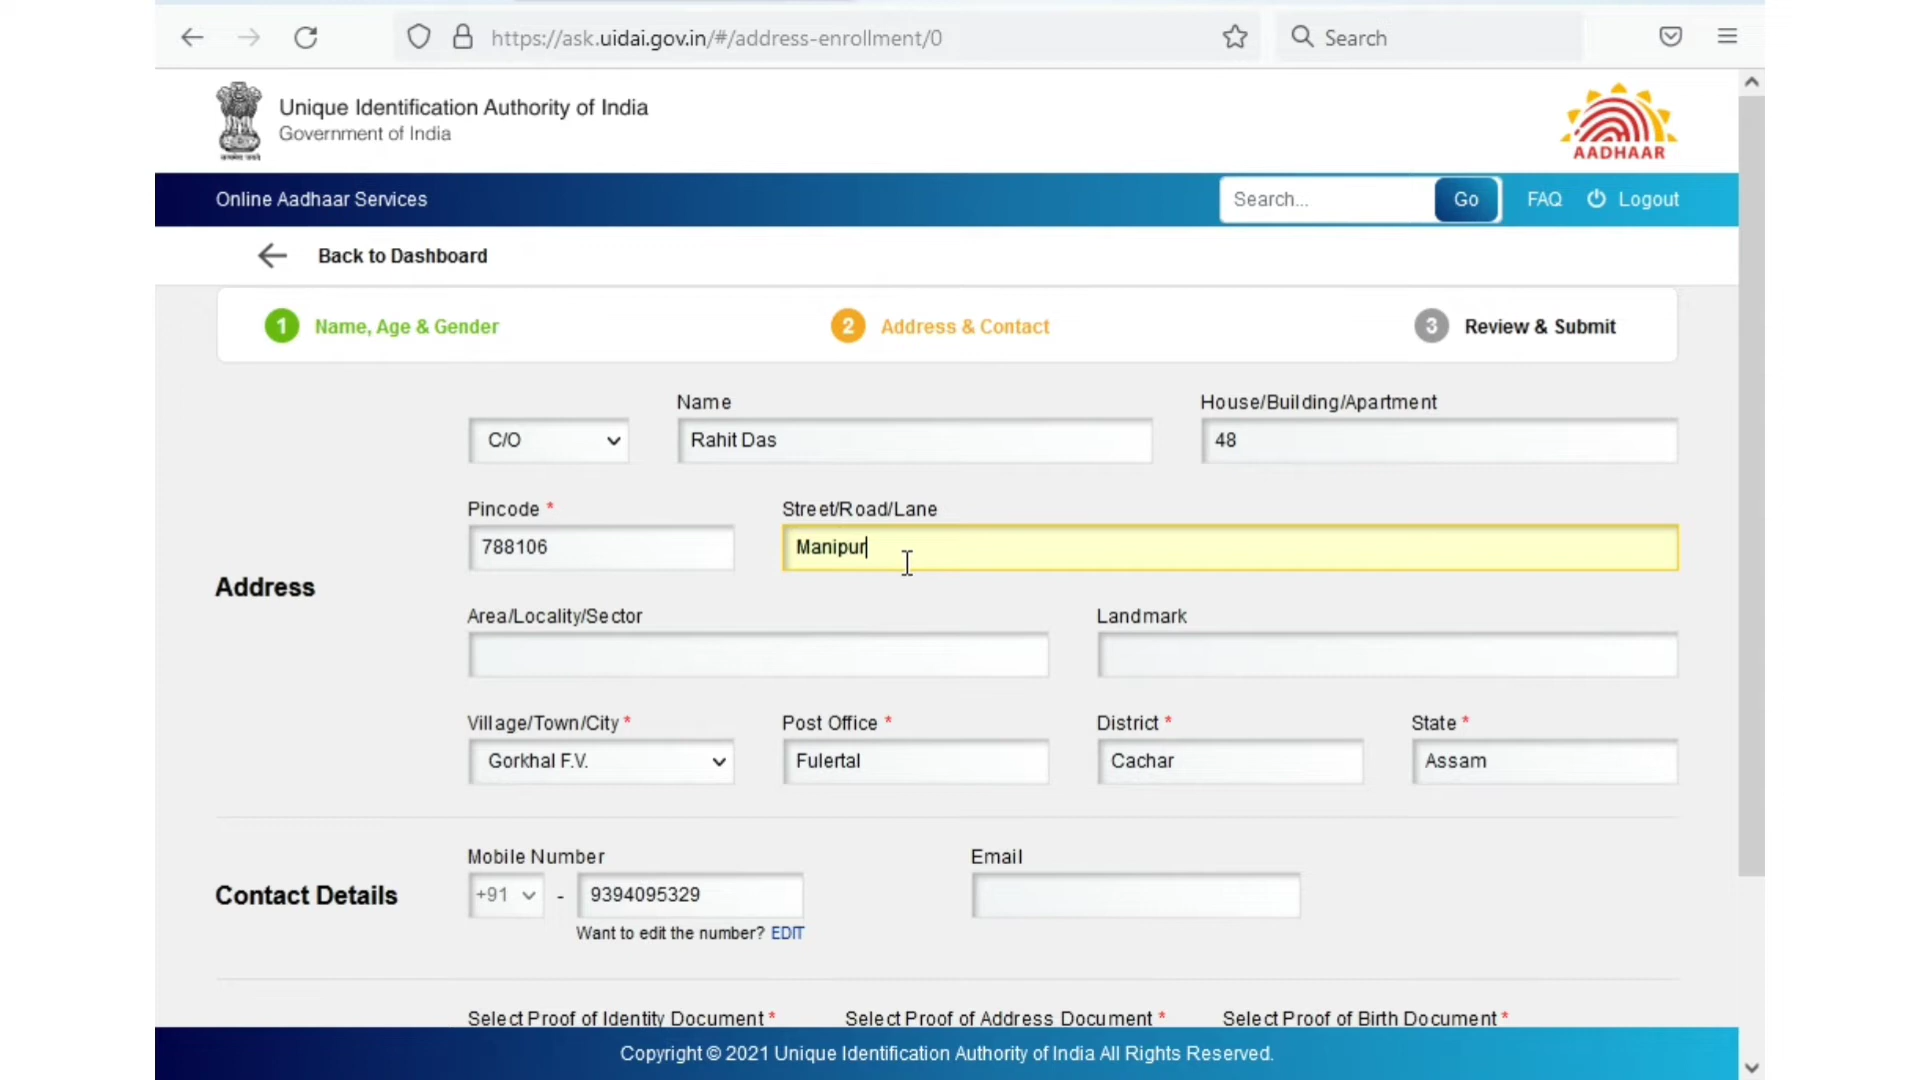 https://ask.uidai.gov.in/#/address-enrollment/0
Search
Unique Identification Authority of India
Government of India
AADHAAR
Online Aadhaar Services
Search...
Go
FAQ
Logout
Back to Dashboard
1 Name, Age & Gender
2 Address & Contact
3 Review & Submit
Name
House/Building/Apartment
C/O
Rahit Das
48
Pincode *
Street/Road/Lane
788106
Manipur
Address
Area/Locality/Sector
Landmark
Village/Town/City *
Post Office *
District *
State *
Gorkhal F.V.
Fulertal
Cachar
Assam
Mobile Number
Email
Contact Details
+91
-
9394095329
Want to edit the number? EDIT
Select Proof of Identity Document *
Select Proof of Address Document *
Select Proof of Birth Document *
Copyright © 2021 Unique Identification Authority of India All Rights Reserved.